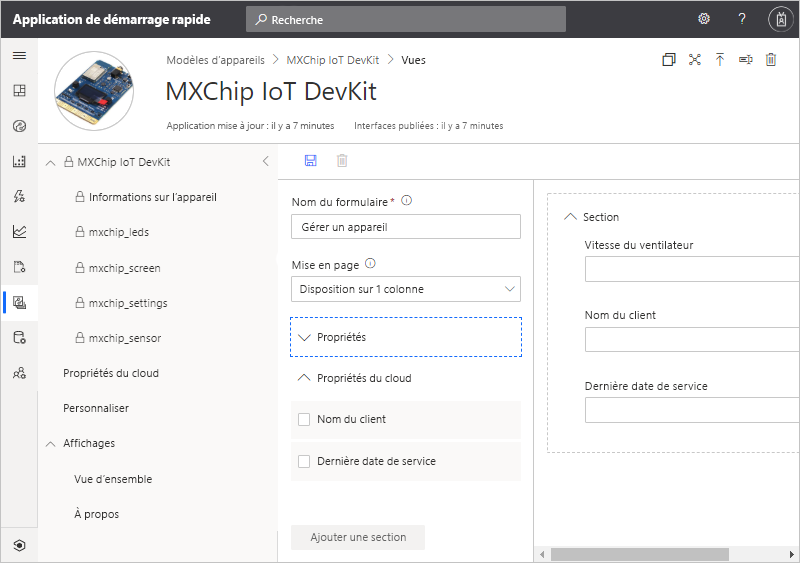 Application de démarrage rapide
Recherche
?
Modèles d'appareils > MXChip IoT DevKit > Vues
MXChip IoT DevKit
Application mise à jour : il y a 7 minutes Interfaces publiées : il y a 7 minutes
MXChip IoT DevKit
Informations sur l'appareil
mxchip_leds
mxchip_screen
mxchip_settings
mxchip_sensor
Propriétés du cloud
Personnaliser
Affichages
Vue d'ensemble
À propos
Nom du formulaire *
Gérer un appareil
Mise en page
Disposition sur 1 colonne
Propriétés
Propriétés du cloud
Nom du client
Dernière date de service
Ajouter une section
Section
Vitesse du ventilateur
Nom du client
Dernière date de service